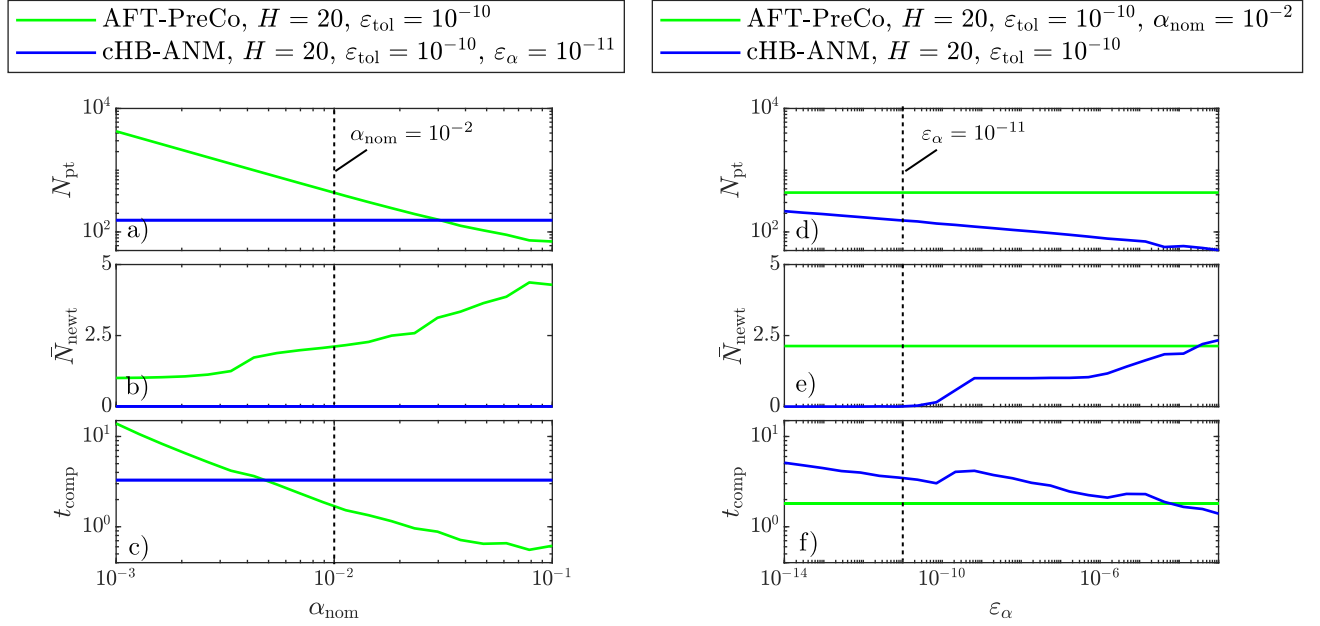 AFT-PreCo, H = 20, ε_tol = 10^-10
cHB-ANM, H = 20, ε_tol = 10^-10, ε_α = 10^-11
10^4
α_nom = 10^-2
N_pt
10^2
a)
5
N̄_newt
2.5
b)
0
10^1
t_comp
10^0
c)
10^-3
10^-2
10^-1
α_nom
AFT-PreCo, H = 20, ε_tol = 10^-10, α_nom = 10^-2
cHB-ANM, H = 20, ε_tol = 10^-10
10^4
ε_α = 10^-11
N_pt
10^2
d)
5
N̄_newt
2.5
e)
0
10^1
t_comp
10^0
f)
10^-14
10^-10
10^-6
ε_α